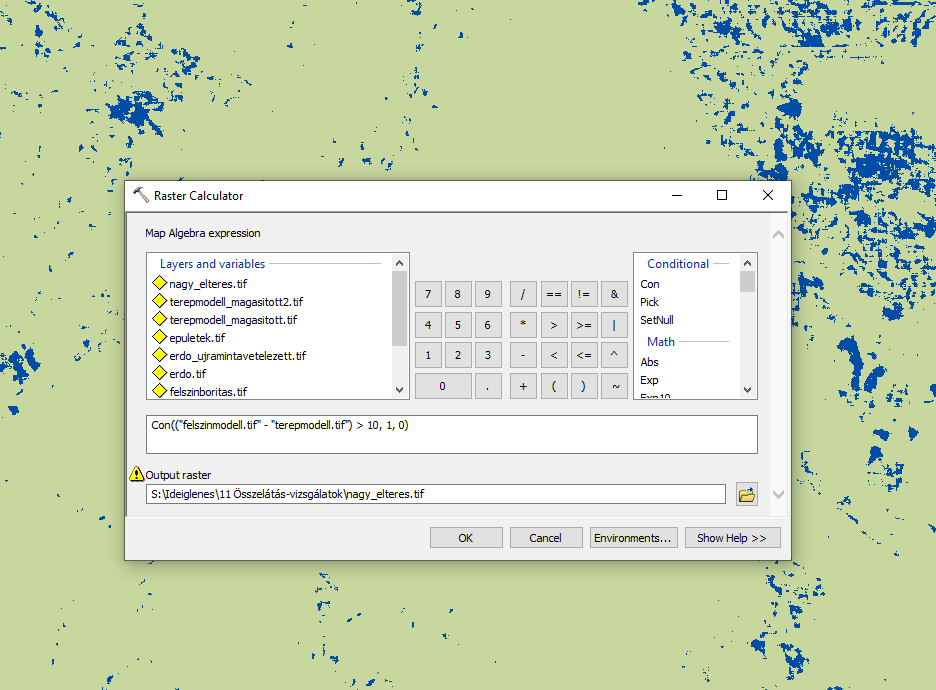 Raster Calculator
Map Algebra expression
Layers and variables
nagy_elteres.tif
terepmodell_magasitott2.tif
terepmodell_magasitott.tif
epuletek.tif
erdo_ujramintavetelezett.tif
erdo.tif
felszinboritas.tif
7 8 9 / == != &
4 5 6 * > >= |
1 2 3 - < <= ^
0 . + ( ) ~
Conditional
Con
Pick
SetNull
Math
Abs
Exp
Exp10
Con(("felszinmodell.tif" - "terepmodell.tif") > 10, 1, 0)
Output raster
S:\Ideiglenes\11 Összelátás-vizsgálatok\nagy_elteres.tif
OK Cancel Environments... Show Help >>